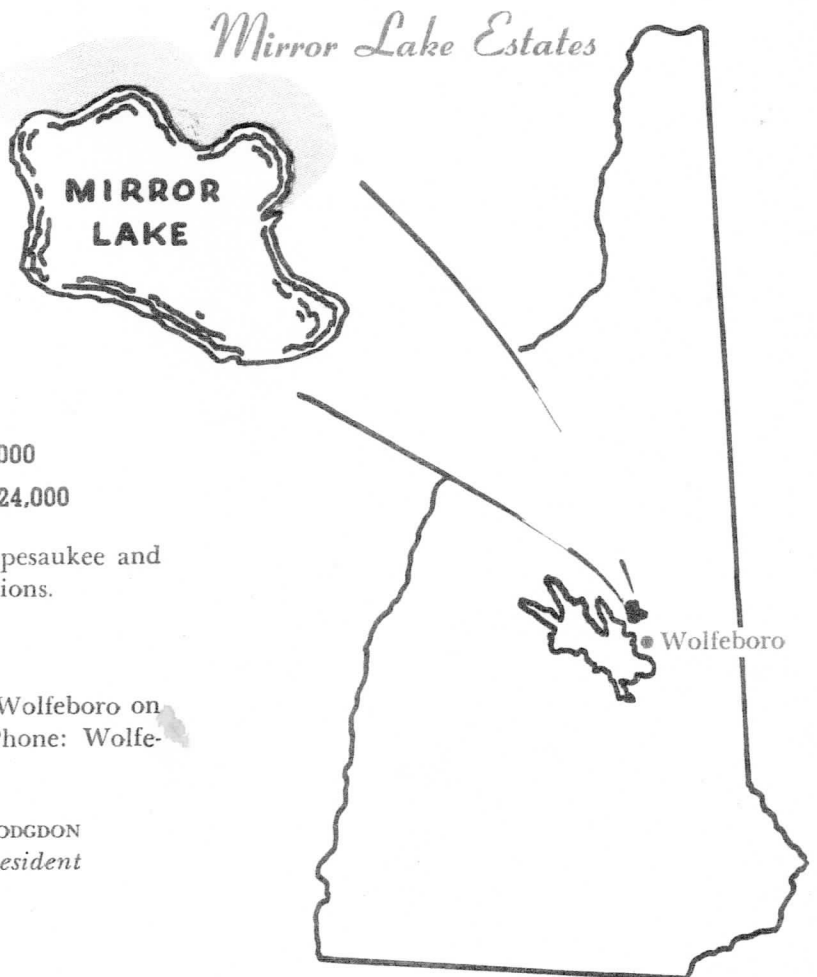 Mirror Lake Estates
MIRROR
LAKE
000
24,000
pesaukee and
ions.
Wolfeboro
Wolfeboro on
Phone: Wolfe-
ODGDON
esident